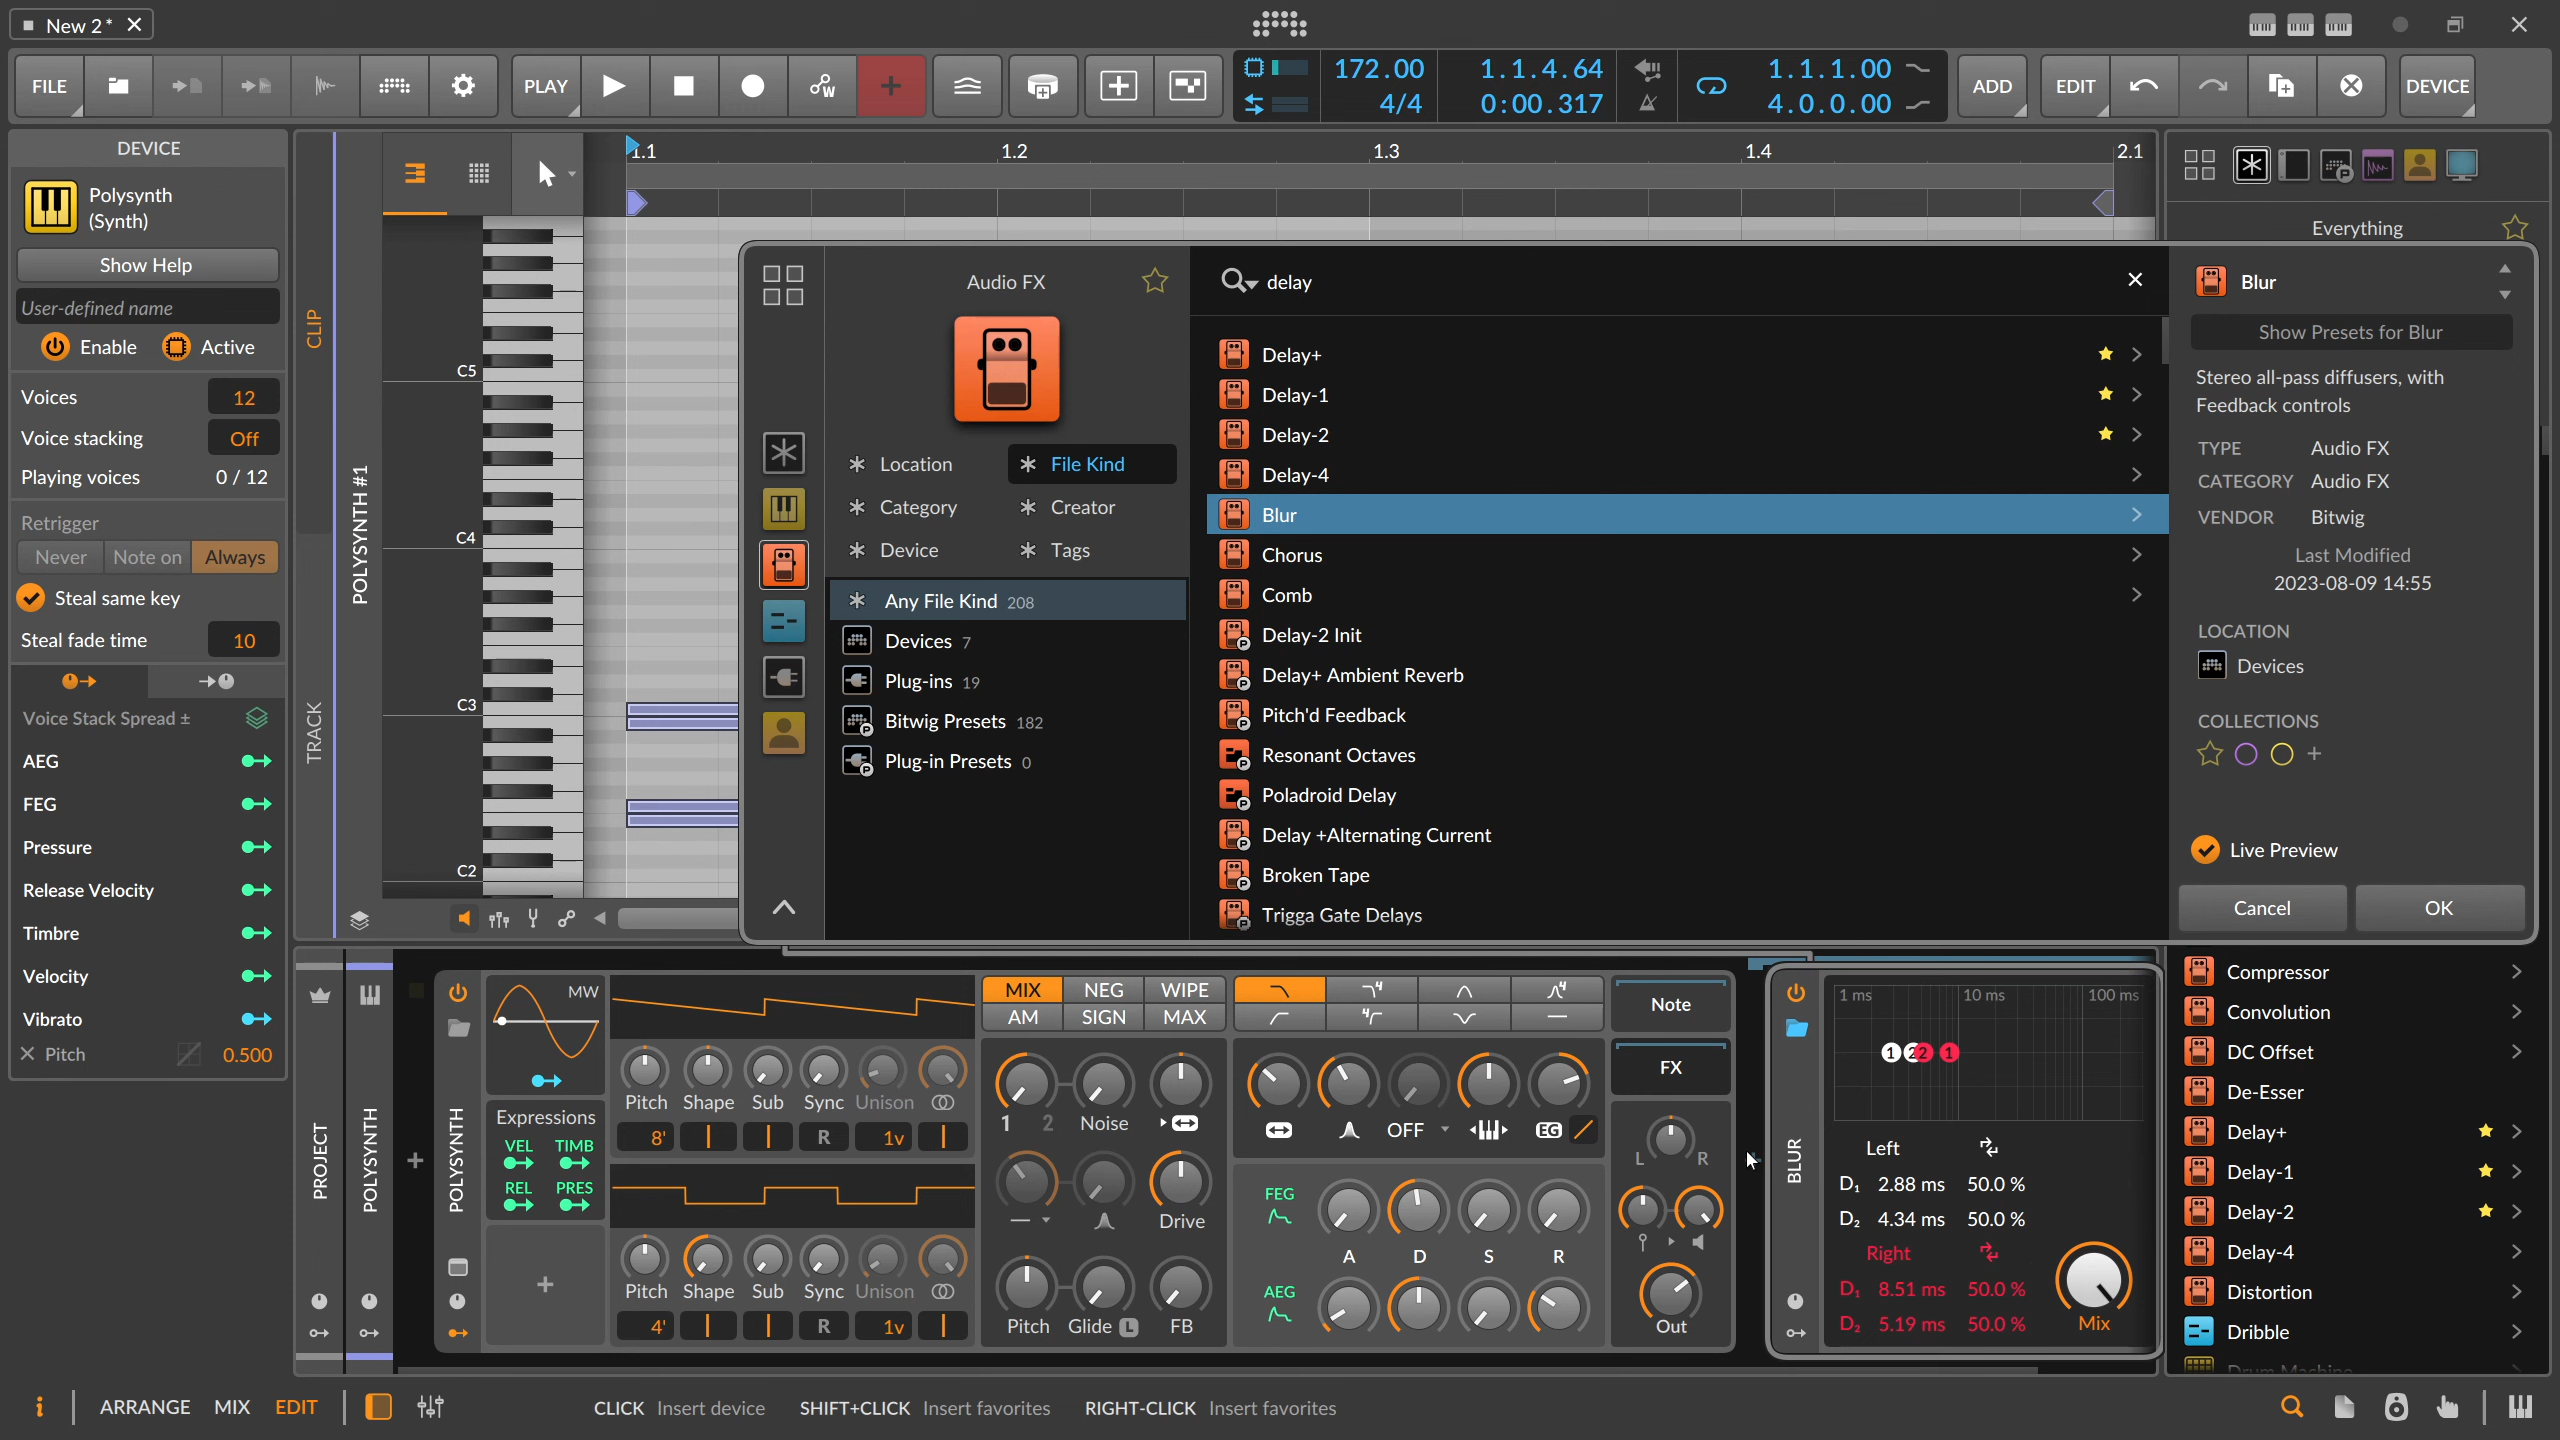 New 2*
FILE
PLAY
172.00
4/4
1.1.4.64
0:00.317
1.1.1.00
4.0.0.00
ADD
EDIT
DEVICE
DEVICE
Polysynth
(Synth)
Show Help
User-defined name
Enable
Active
Voices
12
Voice stacking
Off
Playing voices
0 / 12
Retrigger
Never
Note on
Always
Steal same key
Steal fade time
10
Voice Stack Spread ±
AEG
FEG
Pressure
Release Velocity
Timbre
Velocity
Vibrato
Pitch
0.500
CLIP
TRACK
POLYSYNTH #1
1.1
1.2
1.3
1.4
2.1
C5
C4
C3
C2
Everything
Audio FX
Location
File Kind
Category
Creator
Device
Tags
Any File Kind 208
Devices 7
Plug-ins 19
Bitwig Presets 182
Plug-in Presets 0
delay
Delay+
Delay-1
Delay-2
Delay-4
Blur
Chorus
Comb
Delay-2 Init
Delay+ Ambient Reverb
Pitch'd Feedback
Resonant Octaves
Poladroid Delay
Delay +Alternating Current
Broken Tape
Trigga Gate Delays
Blur
Show Presets for Blur
Stereo all-pass diffusers, with
Feedback controls
TYPE Audio FX
CATEGORY Audio FX
VENDOR Bitwig
Last Modified
2023-08-09 14:55
LOCATION
Devices
COLLECTIONS
Live Preview
Cancel
OK
PROJECT
POLYSYNTH
POLYSYNTH
MW
Expressions
VEL TIMB
REL PRES
Pitch Shape Sub Sync Unison
8' R 1v
Pitch Shape Sub Sync Unison
4' R 1v
MIX NEG WIPE
AM SIGN MAX
1 2 Noise
Drive
Pitch Glide L FB
4 4
4
OFF EG
FEG
A D S R
AEG
Note
FX
L R
Out
BLUR
1 ms 10 ms 100 ms
1 2 2 1
Left
D₁ 2.88 ms 50.0 %
D₂ 4.34 ms 50.0 %
Right
D₁ 8.51 ms 50.0 %
D₂ 5.19 ms 50.0 %
Mix
Compressor
Convolution
DC Offset
De-Esser
Delay+
Delay-1
Delay-2
Delay-4
Distortion
Dribble
Drum Machine
ARRANGE MIX EDIT
CLICK Insert device SHIFT+CLICK Insert favorites RIGHT-CLICK Insert favorites